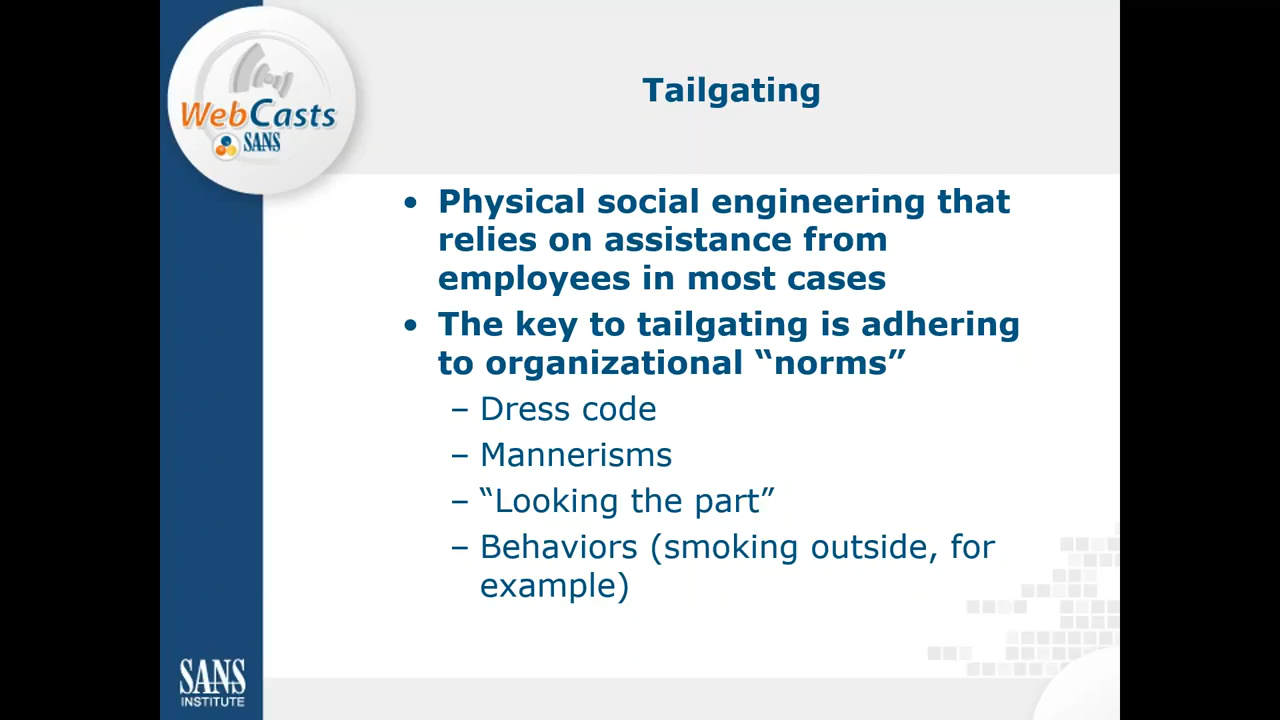 WebCasts
SANS
Tailgating
• Physical social engineering that
relies on assistance from
employees in most cases
• The key to tailgating is adhering
to organizational “norms”
– Dress code
– Mannerisms
– “Looking the part”
– Behaviors (smoking outside, for
example)
SANS
INSTITUTE